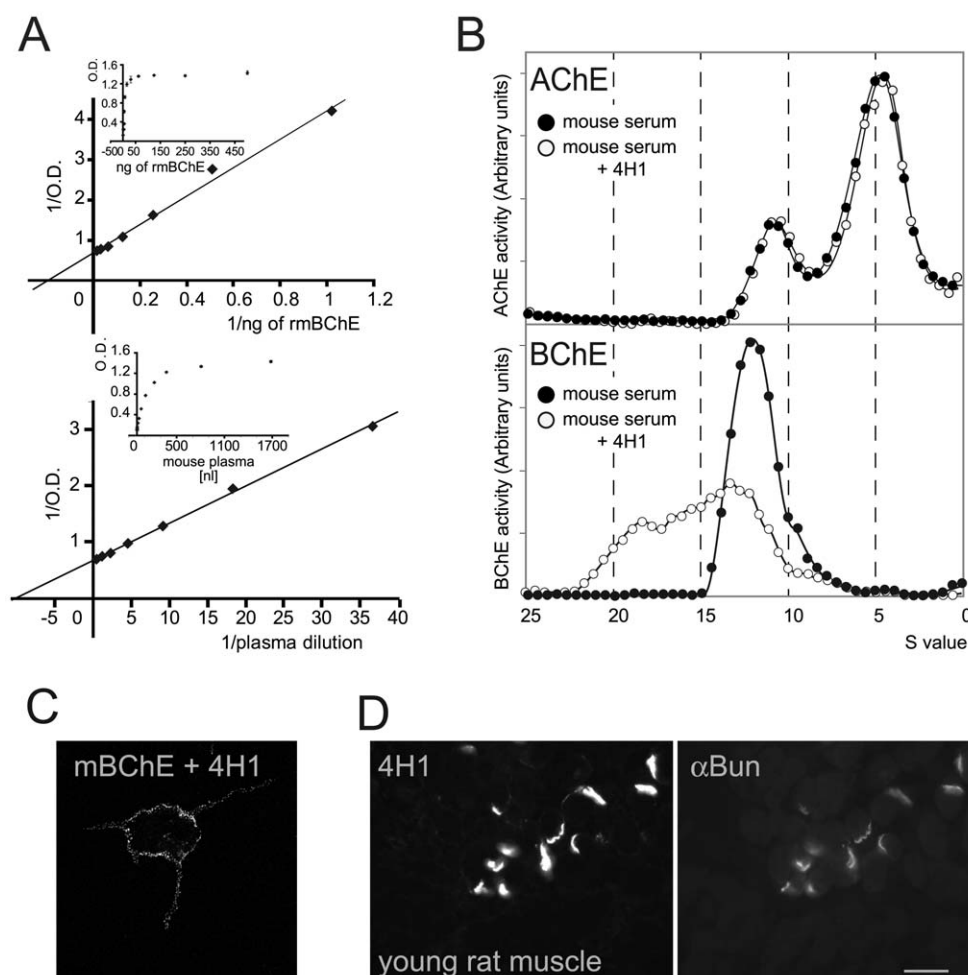 A
O.D.
1.6
1.2
0.8
0.4
-50 0 50 150 250 350 450
ng of rmBChE
1/O.D.
4
3
2
1
0 0.2 0.4 0.6 0.8 1 1.2
1/ng of rmBChE
O.D.
1.6
1.2
0.8
0.4
0 500 1100 1700
mouse plasma
[nl]
1/O.D.
3
2
1
-5 0 5 10 15 20 25 30 35 40
1/plasma dilution
B
AChE activity (Arbitrary units)
AChE
mouse serum
mouse serum
+ 4H1
BChE activity (Arbitrary units)
BChE
mouse serum
mouse serum
+ 4H1
25 20 15 10 5 0
S value
C
mBChE + 4H1
D
4H1
young rat muscle
αBun